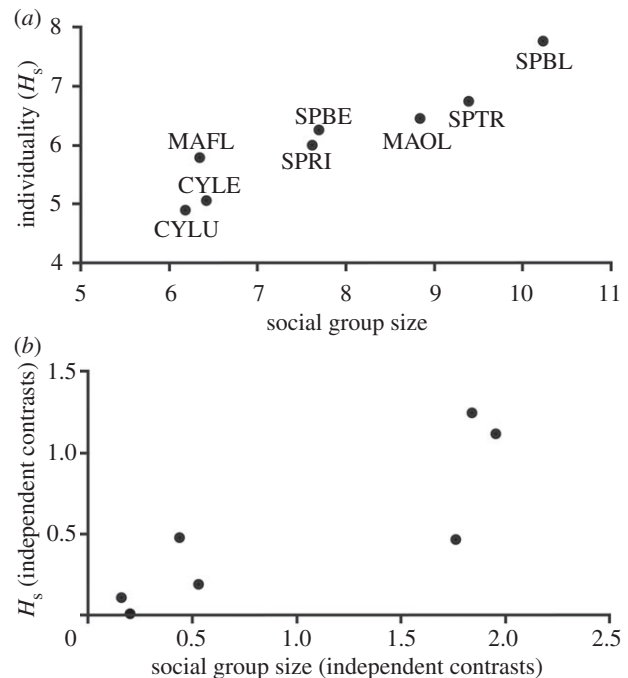 (a)
8
7
6
5
4
individuality (Hs)
SPBL
SPTR
SPBE
MAOL
MAFL
SPRI
CYLE
CYLU
5 6 7 8 9 10 11
social group size
(b)
1.5
1.0
0.5
Hs (independent contrasts)
0 0.5 1.0 1.5 2.0 2.5
social group size (independent contrasts)